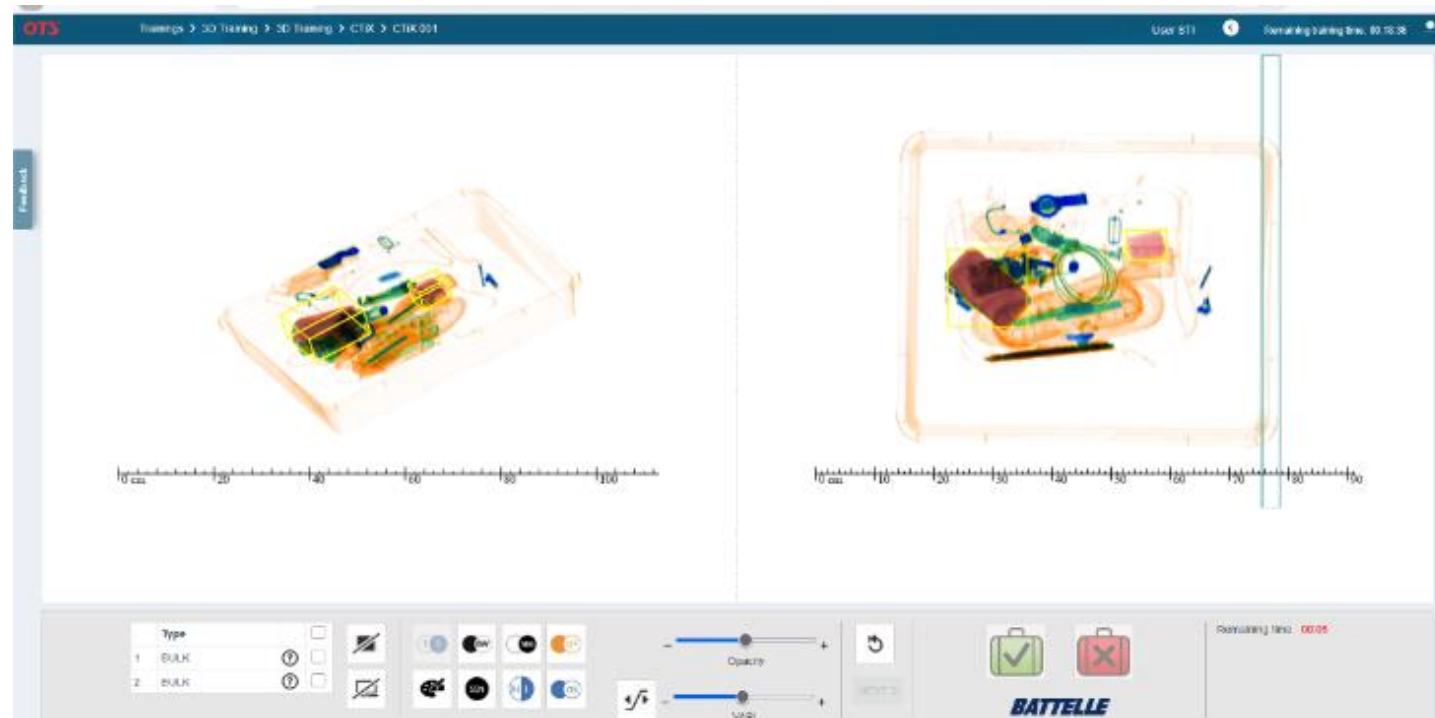 OTS
Trainings > 3D Training > 3D Training > CTiX > CTiX 001
User BTI
Remaining training time: 00:18:38
Feedback
0 cm 20 40 60 80 100
0 cm 10 20 30 40 50 60 70 80 90
Type
1 BULK
2 BULK
Opacity
NEXT
Remaining time: 00:05
BATTELLE